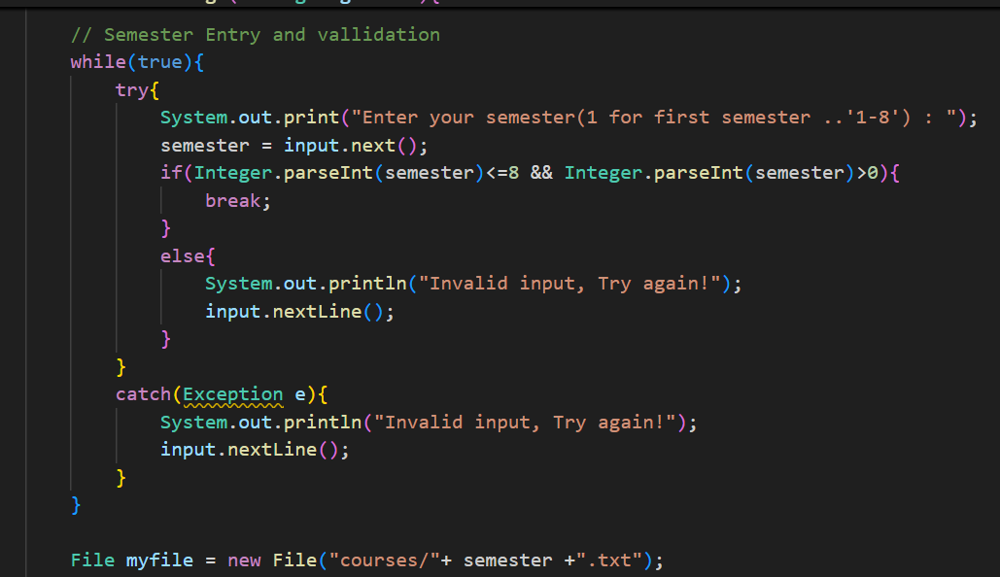 // Semester Entry and vallidation
while(true){
try{
System.out.print("Enter your semester(1 for first semester ..'1-8') : ");
semester = input.next();
if(Integer.parseInt(semester)<=8 && Integer.parseInt(semester)>0){
break;
}
else{
System.out.println("Invalid input, Try again!");
input.nextLine();
}
}
catch(Exception e){
System.out.println("Invalid input, Try again!");
input.nextLine();
}
}
File myfile = new File("courses/"+ semester +".txt");